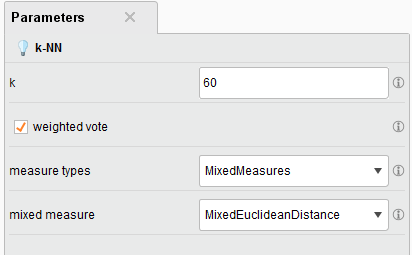 Parameters
k-NN
k 60
weighted vote
measure types MixedMeasures
mixed measure MixedEuclideanDistance